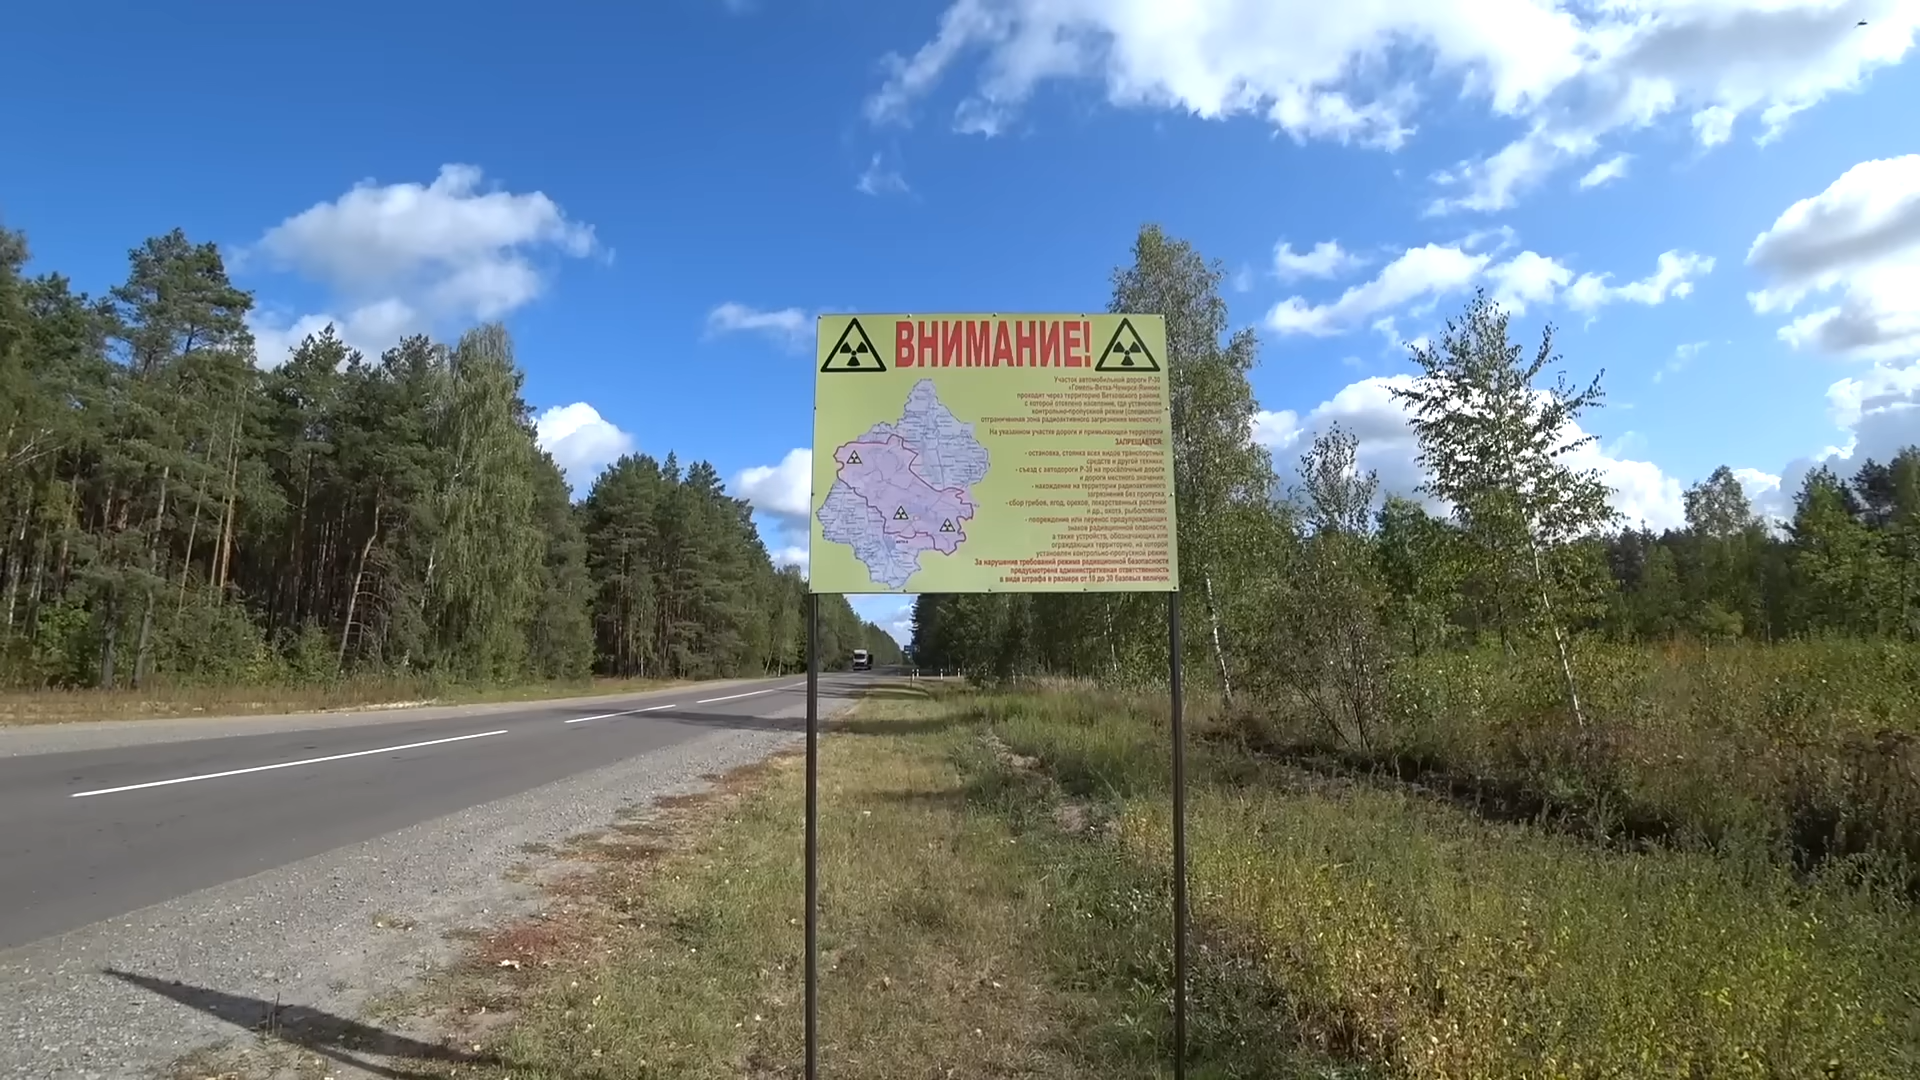 ВНИМАНИЕ!
Участок автомобильной дороги Р-30
«Гомель-Ветка-Чечерск-Янное»
проходит через территорию Ветковского района,
с которой отселено население, где установлен
контрольно-пропускной режим (специально
отграниченная зона радиоактивного загрязнения местности).
На указанном участке дороги и примыкающей территории
ЗАПРЕЩАЕТСЯ:
- остановка, стоянка всех видов транспортных
средств и другой техники;
- съезд с автодороги Р-30 на просёлочные дороги
и дороги местного значения;
- нахождение на территории радиоактивного
загрязнения без пропуска;
- сбор грибов, ягод, орехов, лекарственных растений
и др., охота, рыболовство;
- повреждение или перенос предупреждающих
знаков радиационной опасности,
а также устройств, обозначающих или
ограждающих территорию, на которой
установлен контрольно-пропускной режим.
За нарушение требований режима радиационной безопасности
предусмотрена административная ответственность
в виде штрафа в размере от 10 до 30 базовых величин.